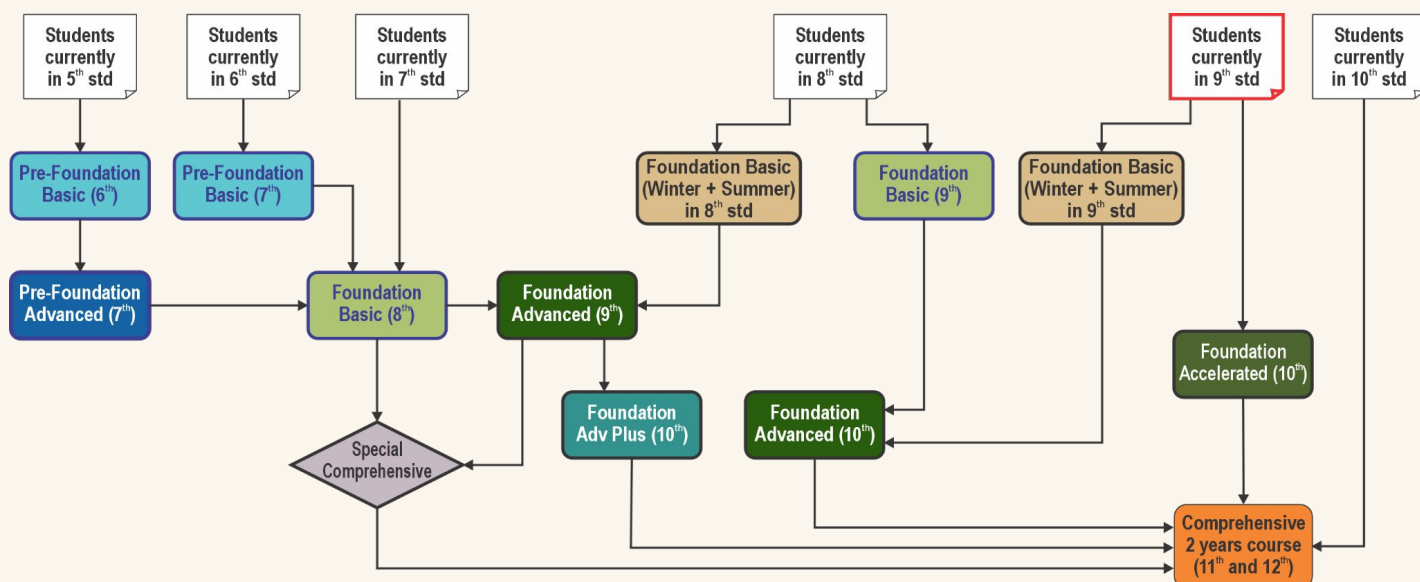 Students
currently
in 5th std
Students
currently
in 6th std
Students
currently
in 7th std
Students
currently
in 8th std
Students
currently
in 9th std
Students
currently
in 10th std
Pre-Foundation
Basic (6th)
Pre-Foundation
Basic (7th)
Foundation Basic
(Winter + Summer)
in 8th std
Foundation
Basic (9th)
Foundation Basic
(Winter + Summer)
in 9th std
Pre-Foundation
Advanced (7th)
Foundation
Basic (8th)
Foundation
Advanced (9th)
Foundation
Accelerated (10th)
Foundation
Adv Plus (10th)
Foundation
Advanced (10th)
Special
Comprehensive
Comprehensive
2 years course
(11th and 12th)